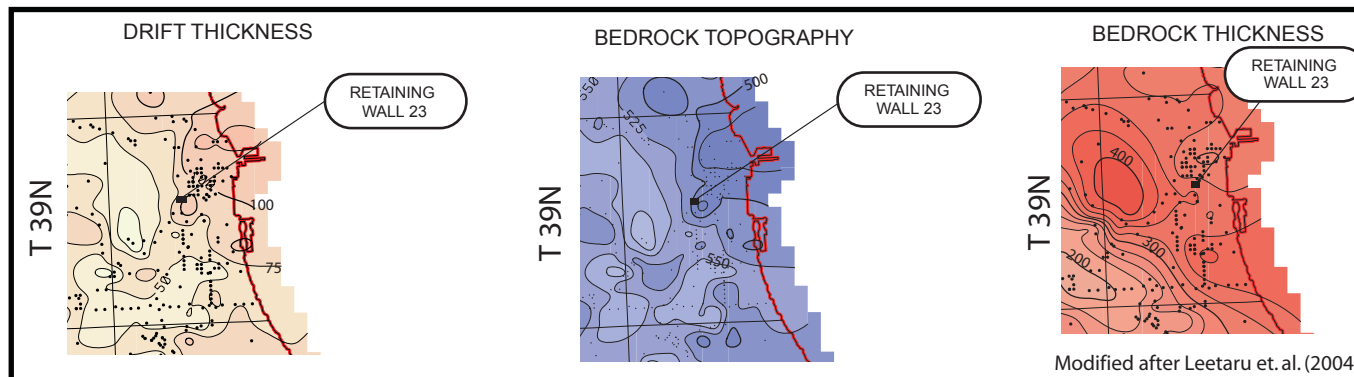 DRIFT THICKNESS
RETAINING
WALL 23
T 39N
100
75
50
BEDROCK TOPOGRAPHY
RETAINING
WALL 23
T 39N
550
500
525
550
BEDROCK THICKNESS
RETAINING
WALL 23
T 39N
400
300
200
Modified after Leetaru et. al. (2004